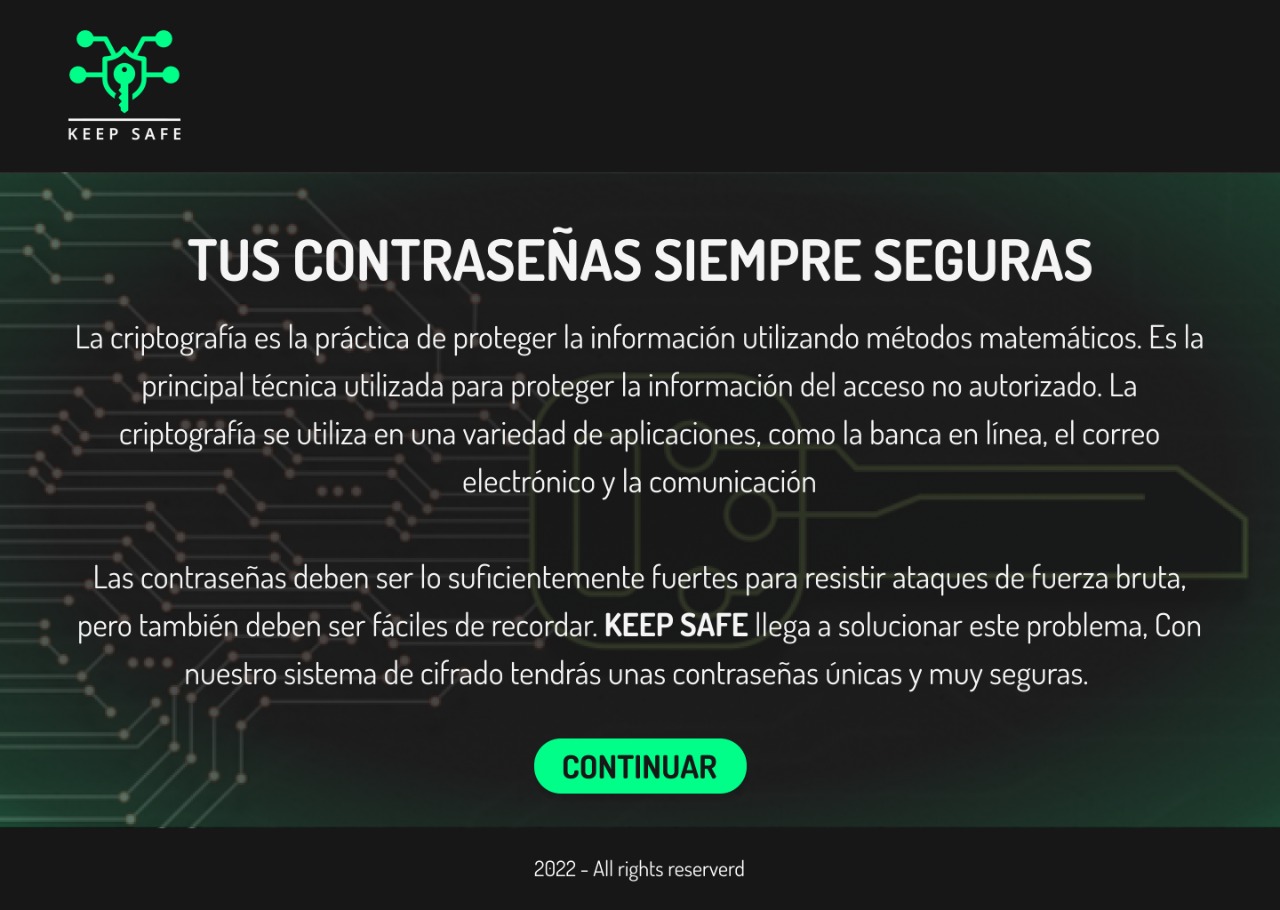 KEEP SAFE
TUS CONTRASEÑAS SIEMPRE SEGURAS
La criptografía es la práctica de proteger la información utilizando métodos matemáticos. Es la
principal técnica utilizada para proteger la información del acceso no autorizado. La
criptografía se utiliza en una variedad de aplicaciones, como la banca en línea, el correo
electrónico y la comunicación
Las contraseñas deben ser lo suficientemente fuertes para resistir ataques de fuerza bruta,
pero también deben ser fáciles de recordar. KEEP SAFE llega a solucionar este problema, Con
nuestro sistema de cifrado tendrás unas contraseñas únicas y muy seguras.
CONTINUAR
2022 - All rights reserverd